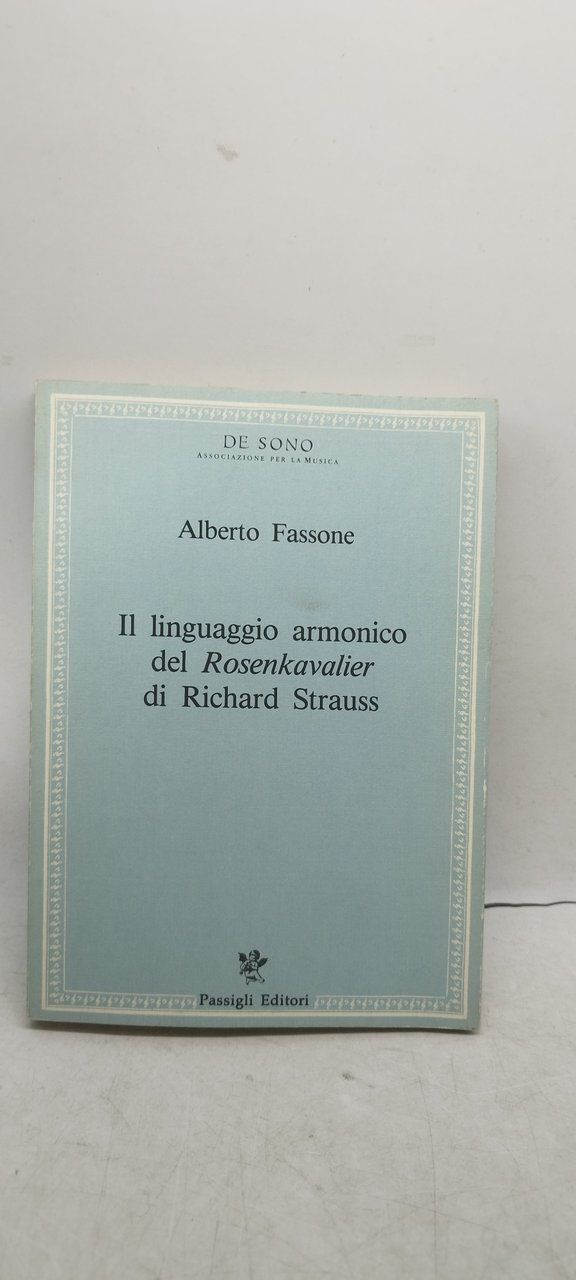 DE SONO
ASSOCIAZIONE PER LA MUSICA
Alberto Fassone
Il linguaggio armonico
del Rosenkavalier
di Richard Strauss
Passigli Editori